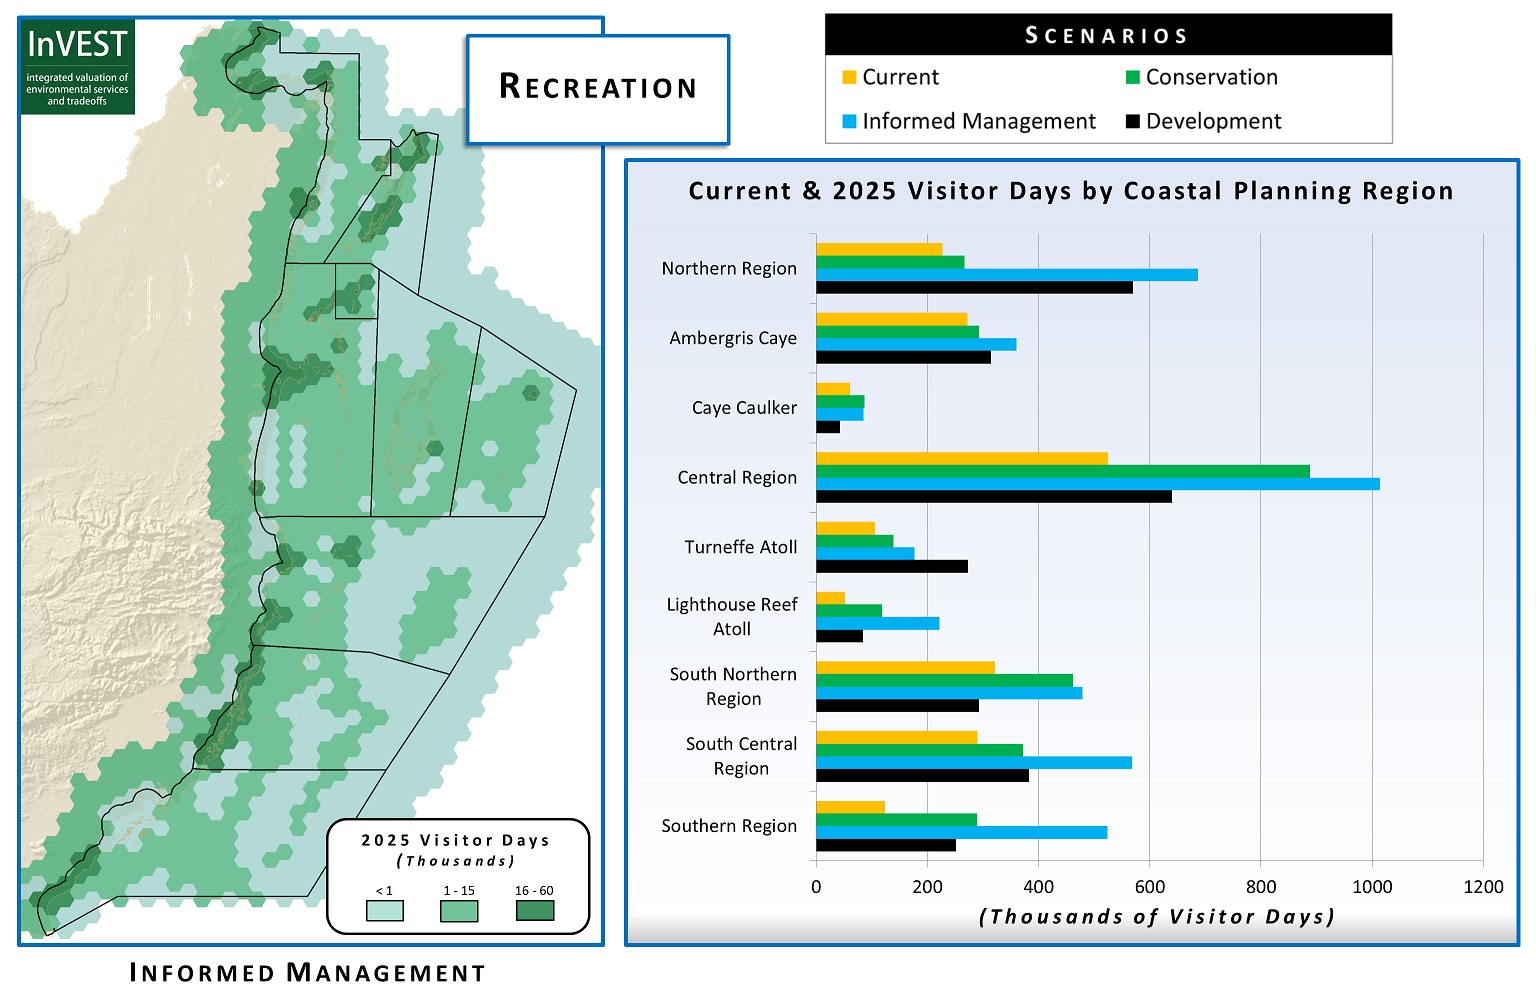 InVEST
integrated valuation of
environmental services
and tradeoffs
RECREATION
SCENARIOS
Current
Conservation
Informed Management
Development
Current & 2025 Visitor Days by Coastal Planning Region
Northern Region
Ambergris Caye
Caye Caulker
Central Region
Turneffe Atoll
Lighthouse Reef
Atoll
South Northern
Region
South Central
Region
Southern Region
0 200 400 600 800 1000 1200
(Thousands of Visitor Days)
2025 Visitor Days
(Thousands)
< 1 1 - 15 16 - 60
INFORMED MANAGEMENT